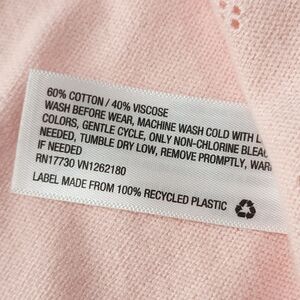 60% COTTON / 40% VISCOSE
WASH BEFORE WEAR, MACHINE WASH COLD WITH
COLORS, GENTLE CYCLE, ONLY NON-CHLORINE
NEEDED, TUMBLE DRY LOW, REMOVE PROMPTLY,
IF NEEDED
RN17730 VN1262180
LABEL MADE FROM 100% RECYCLED PLASTIC